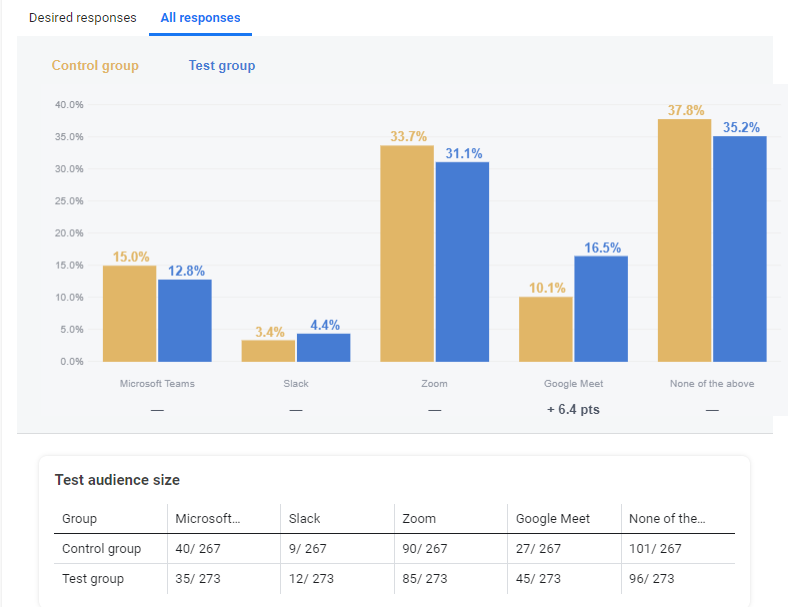 Desired responses All responses
Control group Test group
40.0%
35.0%
30.0%
25.0%
20.0%
15.0%
10.0%
5.0%
0.0%
15.0% 12.8% 3.4% 4.4% 33.7% 31.1% 10.1% 16.5% 37.8% 35.2%
Microsoft Teams Slack Zoom Google Meet None of the above
— — — + 6.4 pts —
Test audience size
Group Microsoft... Slack Zoom Google Meet None of the...
Control group 40/ 267 9/ 267 90/ 267 27/ 267 101/ 267
Test group 35/ 273 12/ 273 85/ 273 45/ 273 96/ 273